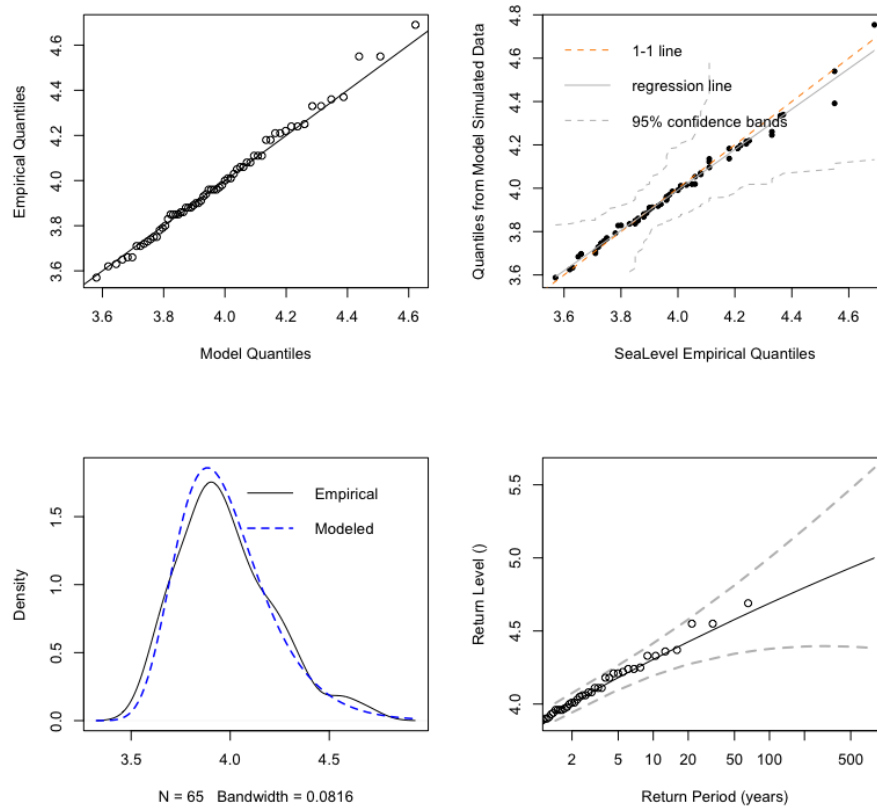 Empirical Quantiles
4.6
4.4
4.2
4.0
3.8
3.6
3.6 3.8 4.0 4.2 4.4 4.6
Model Quantiles
Quantiles from Model Simulated Data
4.8
4.6
4.4
4.2
4.0
3.8
3.6
1-1 line
regression line
95% confidence bands
3.6 3.8 4.0 4.2 4.4 4.6
SeaLevel Empirical Quantiles
Density
1.5
1.0
0.5
0.0
Empirical
Modeled
3.5 4.0 4.5
N = 65 Bandwidth = 0.0816
Return Level ()
5.5
5.0
4.5
4.0
2 5 10 20 50 100 500
Return Period (years)